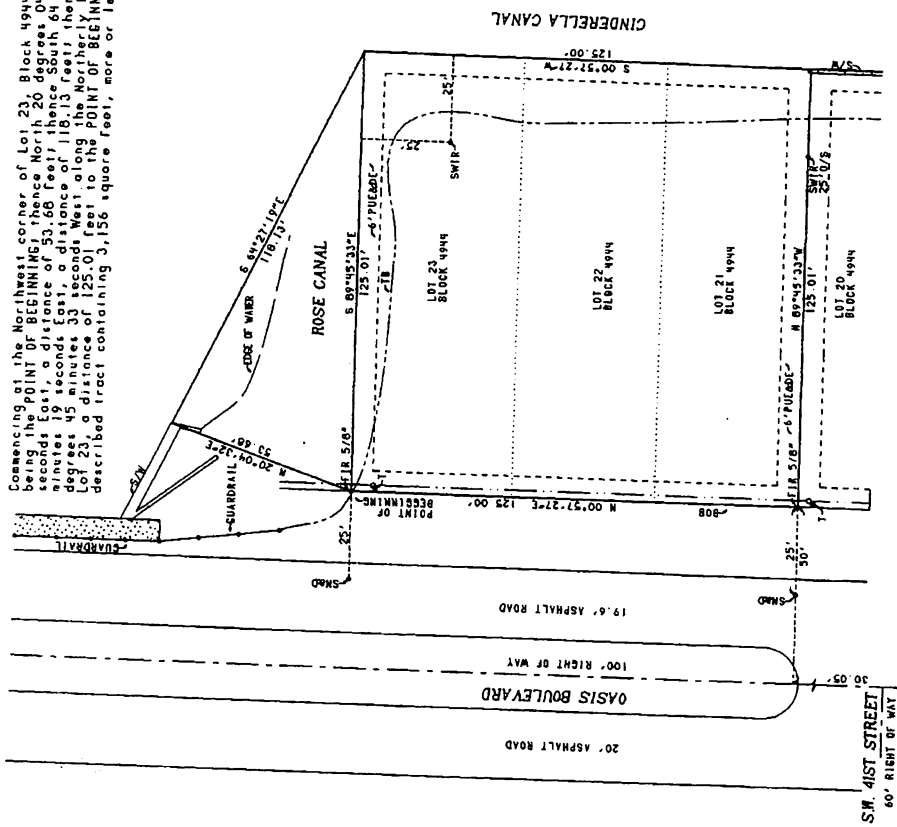 Commencing at the Northwest corner of Lot 23, Block 4944
being the POINT OF BEGINNING; thence North 20 degrees 04
seconds East, a distance of 53.68 feet; thence South 64
minutes 19 seconds East, a distance of 118.13 feet; then
degrees 45 minutes 33 seconds West along the Northerly
Lot 23, a distance of 125.01 feet to the POINT OF BEGINN
described tract containing 3,156 square feet, more or le
CINDERELLA CANAL
125.00'
S 00°57'27"W
S/W
25'
25'
SWIR
S 64°27'19"E
118.13'
EDGE OF WATER
ROSE CANAL
S 89°45'33"E
125.01'
6'PUE&DE
TB
LOT 23
BLOCK 4944
LOT 22
BLOCK 4944
LOT 21
BLOCK 4944
SWIR
25'O/S
N 89°45'33"W
125.01'
LOT 20
BLOCK 4944
S/W
N 20°04'32"E
53.68'
GUARDRAIL
GUARDRAIL
FIR 5/8"
POINT OF
BEGINNING
N 00°57'27"E 125.00'
BOB
FIR 5/8"
6'PUE&DE
T
25'
SN&D
25'
50'
SN&D
19.6' ASPHALT ROAD
100' RIGHT OF WAY
OASIS BOULEVARD
20' ASPHALT ROAD
30.05'
S.W. 41ST STREET
60' RIGHT OF WAY